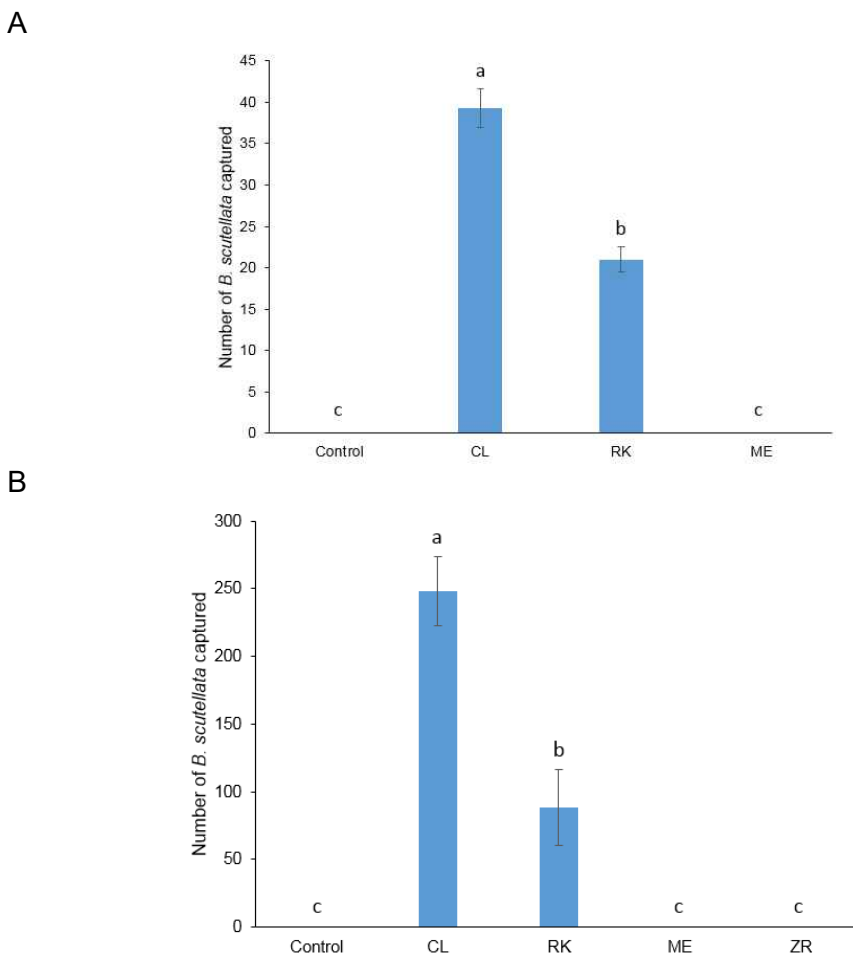 A
Number of B. scutellata captured
45
40
35
30
25
20
15
10
5
0
c
a
b
c
Control CL RK ME
B
Number of B. scutellata captured
300
250
200
150
100
50
0
c
a
b
c
c
Control CL RK ME ZR